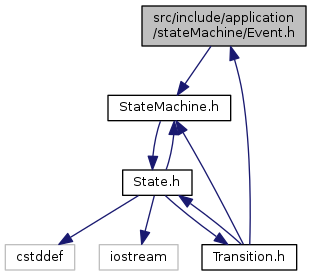 src/include/application
/stateMachine/Event.h
StateMachine.h
State.h
cstddef
iostream
Transition.h